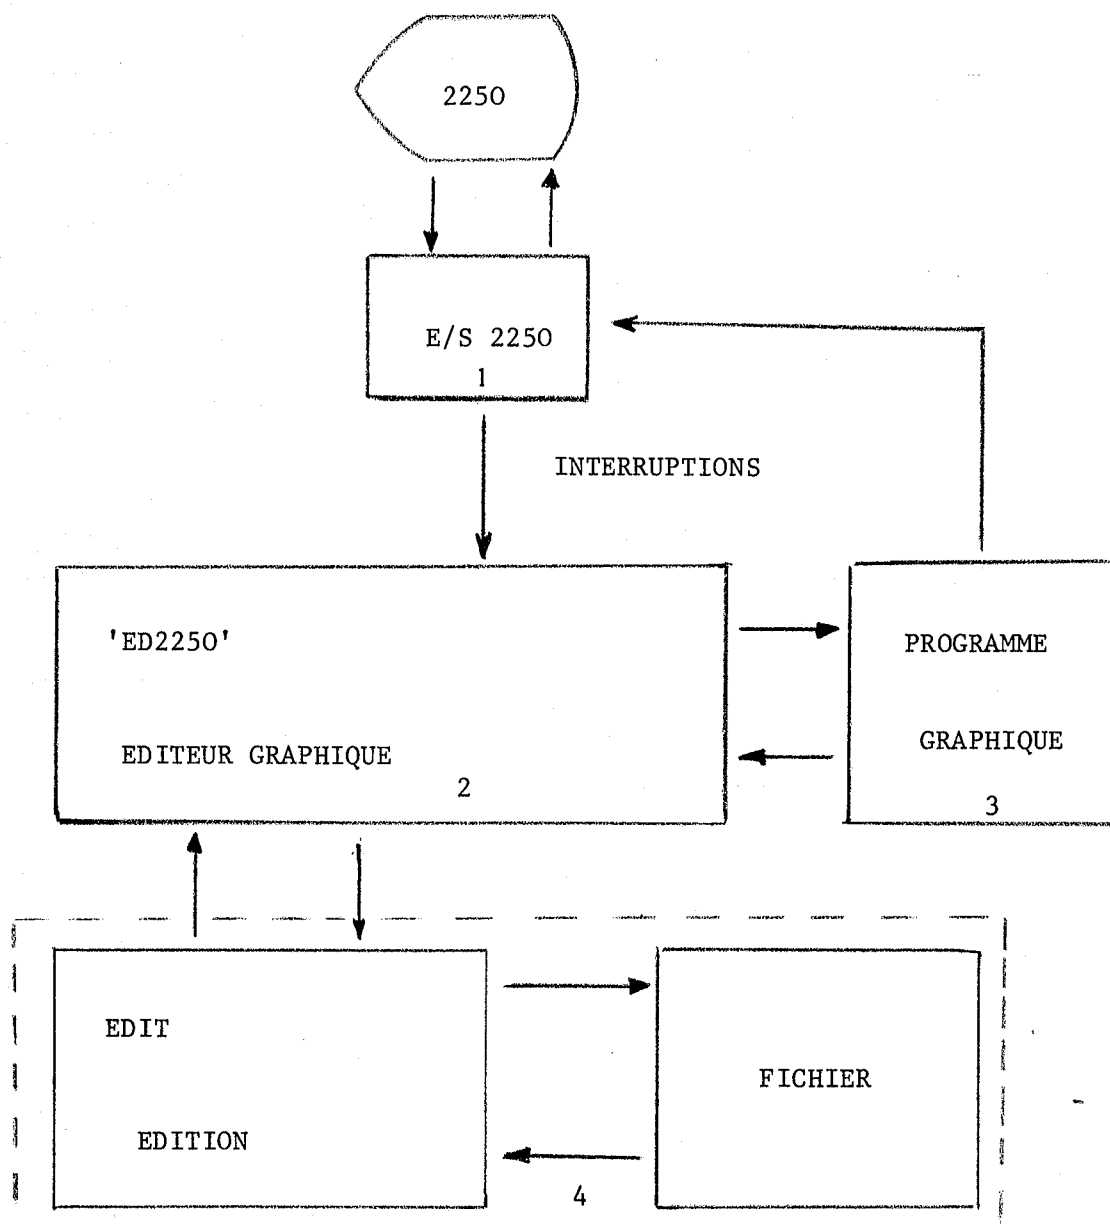 2250
E/S 2250
1
INTERRUPTIONS
'ED2250'
EDITEUR GRAPHIQUE
2
PROGRAMME
GRAPHIQUE
3
EDIT
EDITION
FICHIER
4